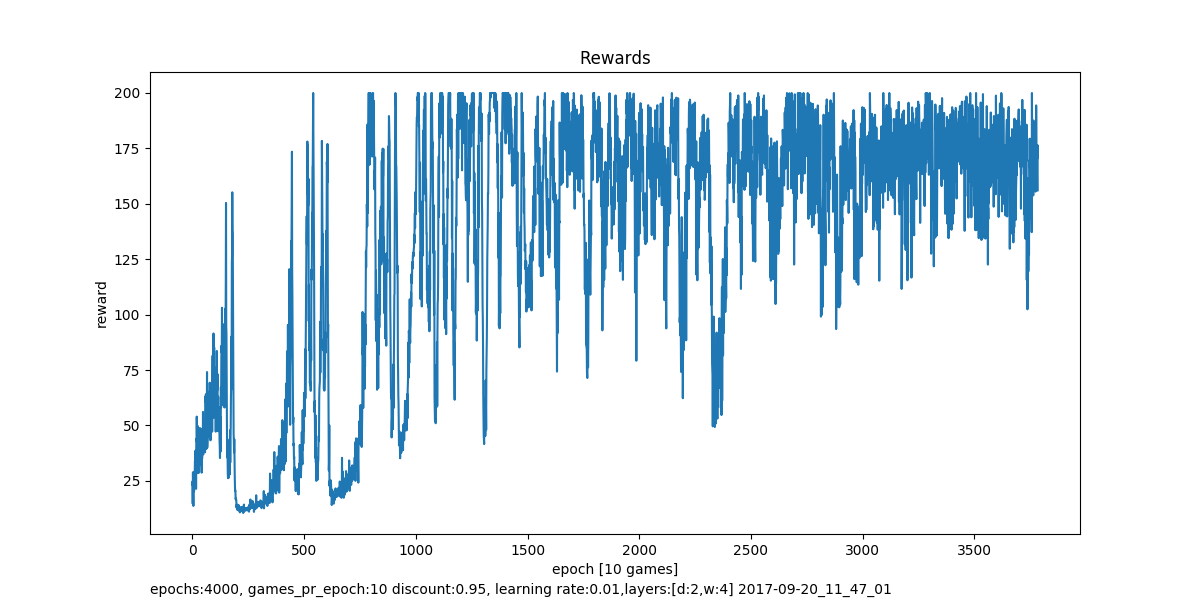 Rewards
200
175
150
125
100
75
50
25
reward
0 500 1000 1500 2000 2500 3000 3500
epoch [10 games]
epochs:4000, games_pr_epoch:10 discount:0.95, learning rate:0.01,layers:[d:2,w:4] 2017-09-20_11_47_01